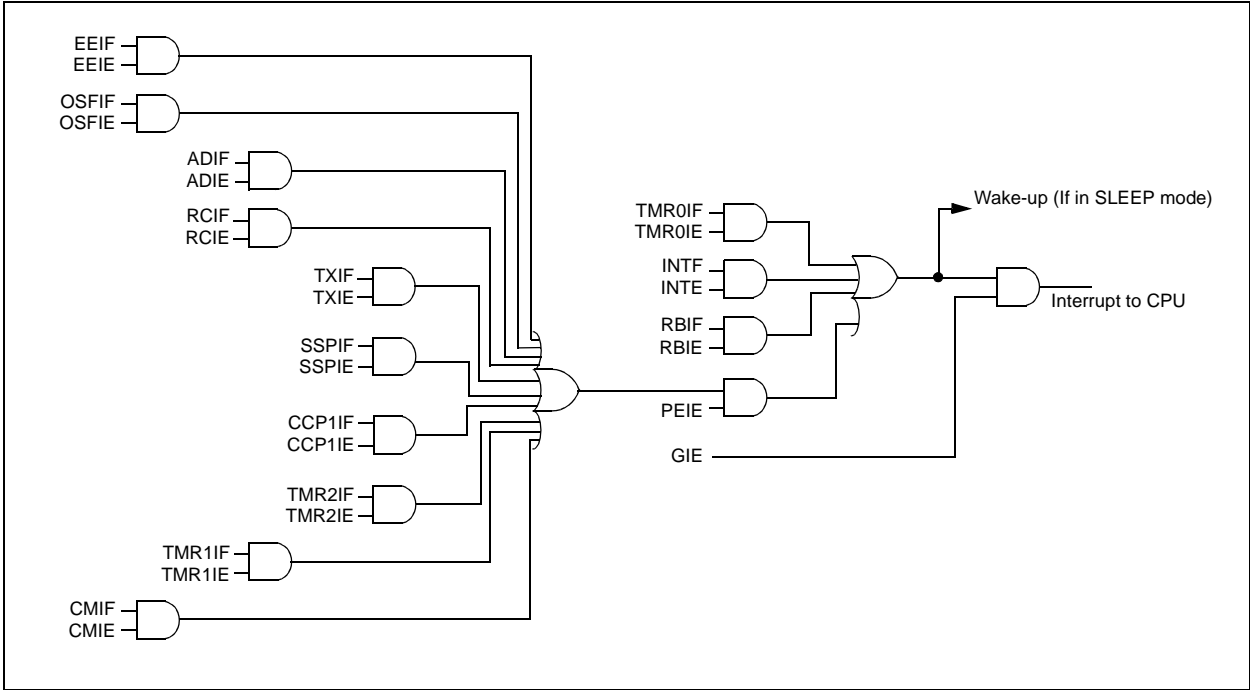 EEIF
EEIE
OSFIF
OSFIE
ADIF
ADIE
RCIF
RCIE
TXIF
TXIE
SSPIF
SSPIE
CCP1IF
CCP1IE
TMR2IF
TMR2IE
TMR1IF
TMR1IE
CMIF
CMIE
TMR0IF
TMR0IE
INTF
INTE
RBIF
RBIE
PEIE
GIE
Wake-up (If in SLEEP mode)
Interrupt to CPU